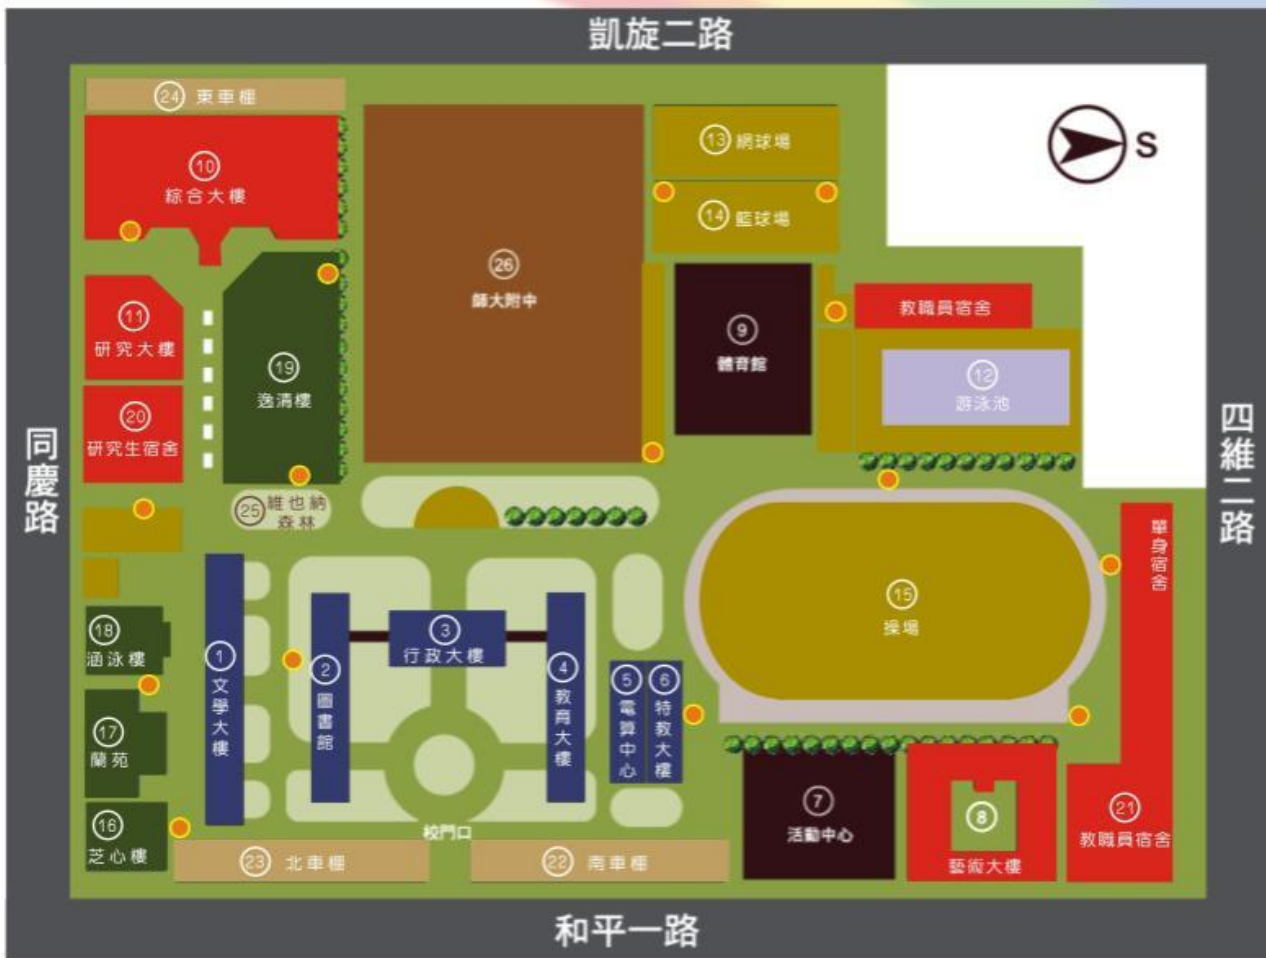 凱旋二路
同慶路
四維二路
和平一路
S
24 東車棚
10
綜合大樓
26
師大附中
13 網球場
14 籃球場
11
研究大樓
19
逸清樓
9
體育館
教職員宿舍
12
游泳池
20
研究生宿舍
25 維也納
森林
單身宿舍
18
涵泳樓
1
文學大樓
2
圖書館
3
行政大樓
4
教育大樓
5
電算中心
6
特教大樓
15
操場
17
蘭苑
16
芝心樓
7
活動中心
8
藝術大樓
21
教職員宿舍
校門口
23 北車棚
22 南車棚